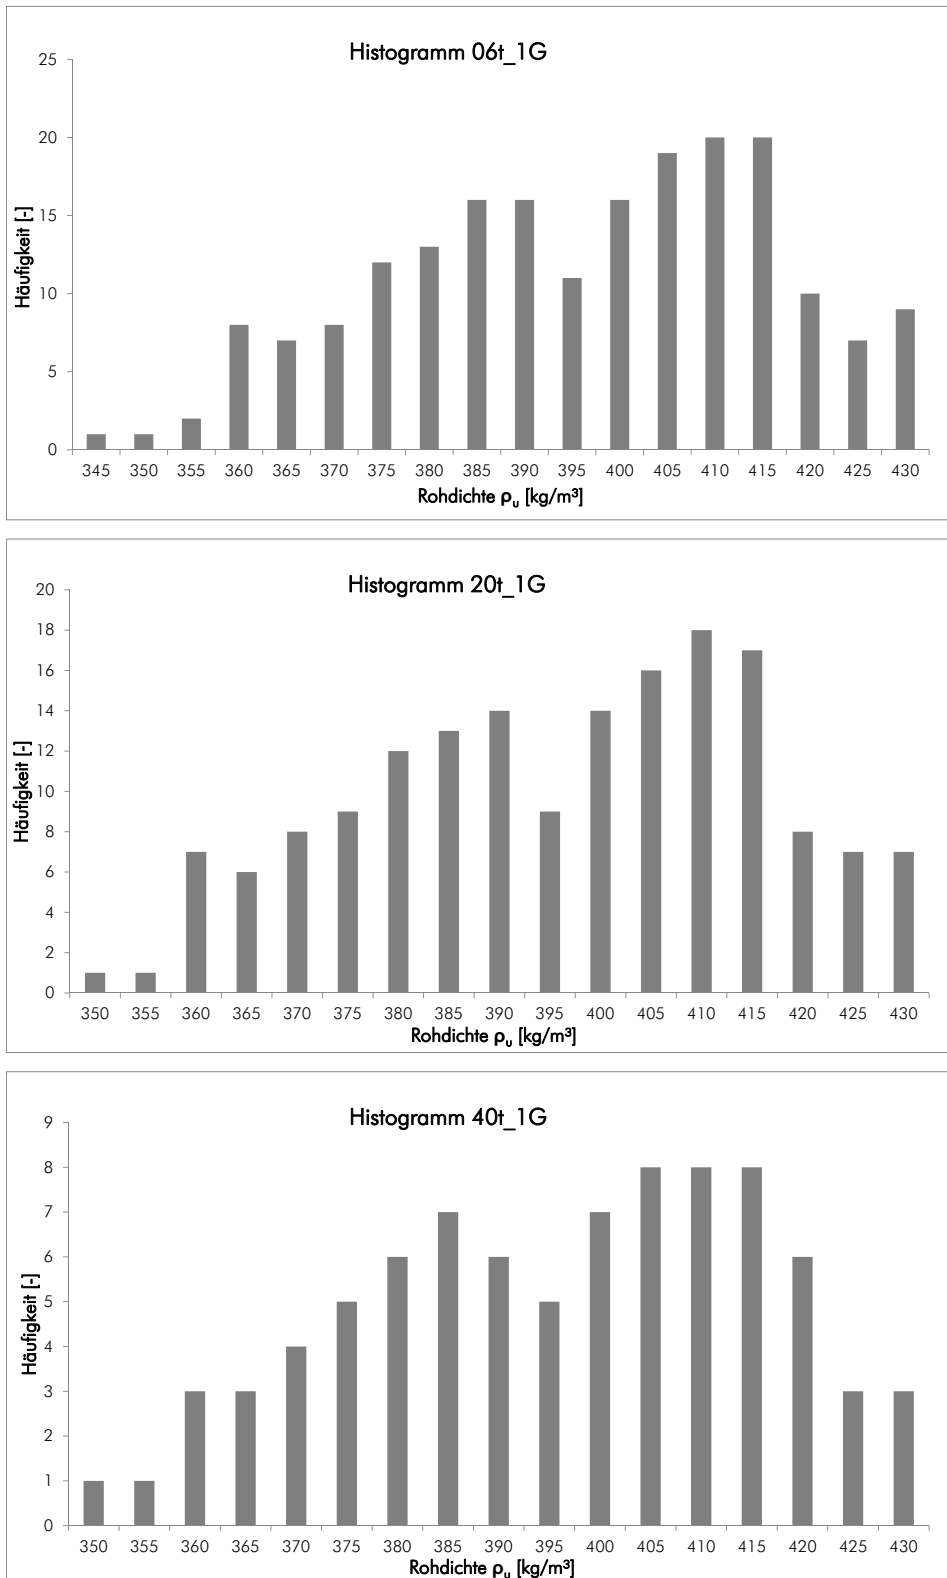 Histogramm 06t_1G
25
20
15
10
5
0
Häufigkeit [-]
345 350 355 360 365 370 375 380 385 390 395 400 405 410 415 420 425 430
Rohdichte ρᵤ [kg/m³]
Histogramm 20t_1G
20
18
16
14
12
10
8
6
4
2
0
Häufigkeit [-]
350 355 360 365 370 375 380 385 390 395 400 405 410 415 420 425 430
Rohdichte ρᵤ [kg/m³]
Histogramm 40t_1G
9
8
7
6
5
4
3
2
1
0
Häufigkeit [-]
350 355 360 365 370 375 380 385 390 395 400 405 410 415 420 425 430
Rohdichte ρᵤ [kg/m³]